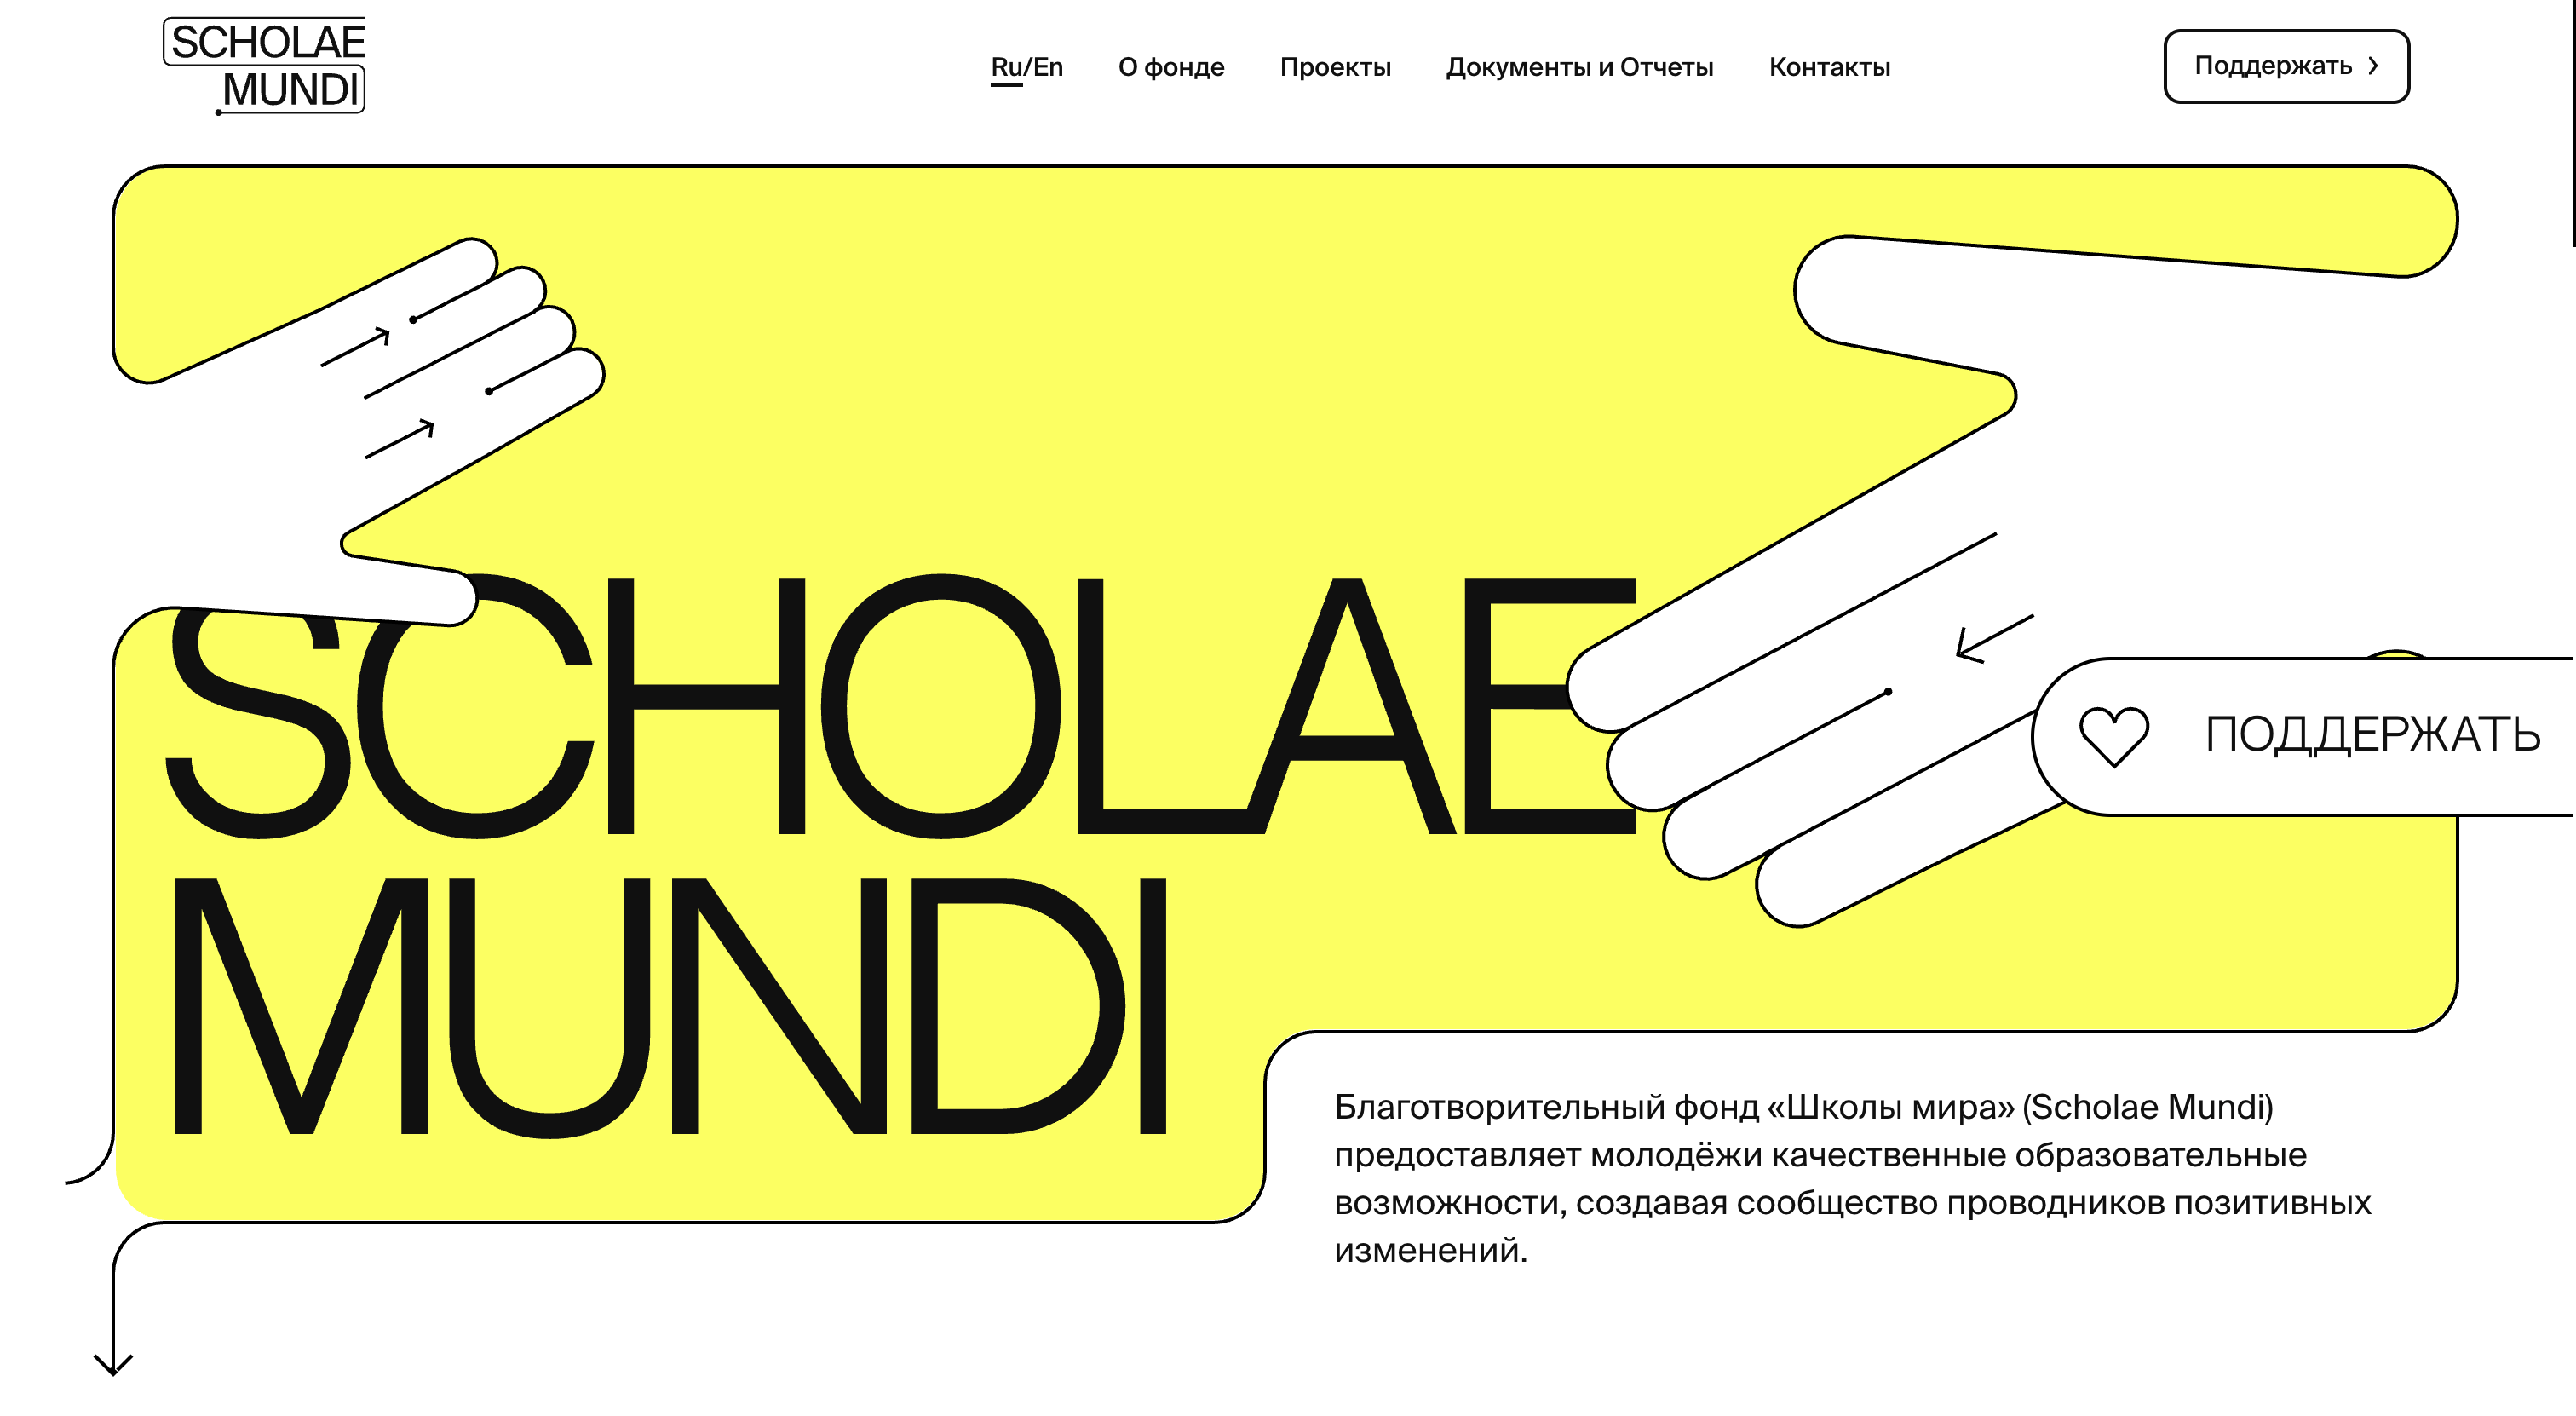 SCHOLAE
MUNDI
Ru/En
О фонде
Проекты
Документы и Отчеты
Контакты
Поддержать
SCHOLAE
MUNDI
ПОДДЕРЖАТЬ
Благотворительный фонд «Школы мира» (Scholae Mundi)
предоставляет молодёжи качественные образовательные
возможности, создавая сообщество проводников позитивных
изменений.